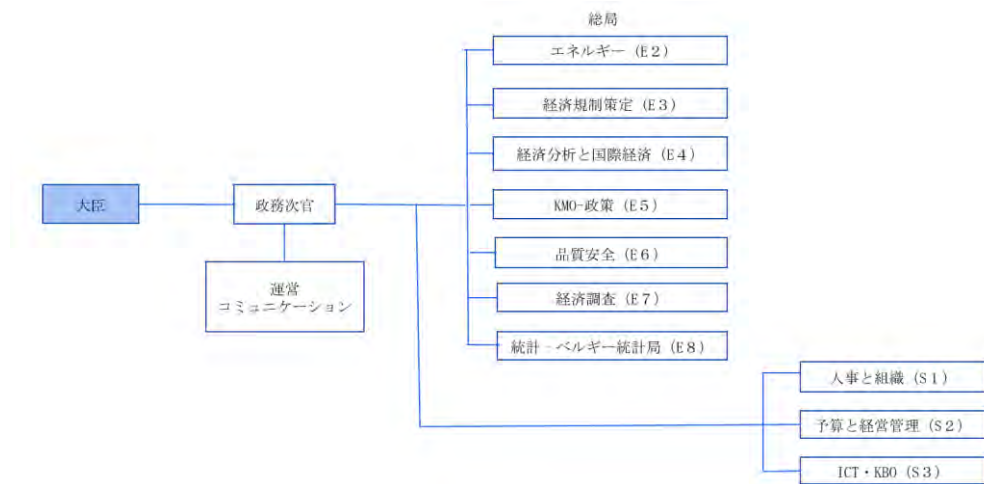 総局
エネルギー (E２)
経済規制策定 (E３)
経済分析と国際経済 (E４)
大臣
政務次官
KMO-政策 (E５)
品質安全 (E６)
運営
コミュニケーション
経済調査 (E７)
統計‐ベルギー統計局 (E８)
人事と組織 (S１)
予算と経営管理 (S２)
ICT・KBO (S３)